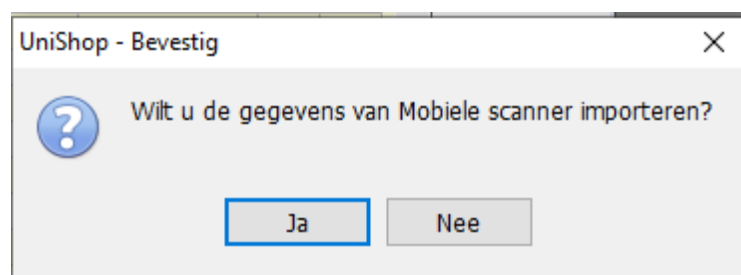 UniShop - Bevestig
Wilt u de gegevens van Mobiele scanner importeren?
Ja
Nee